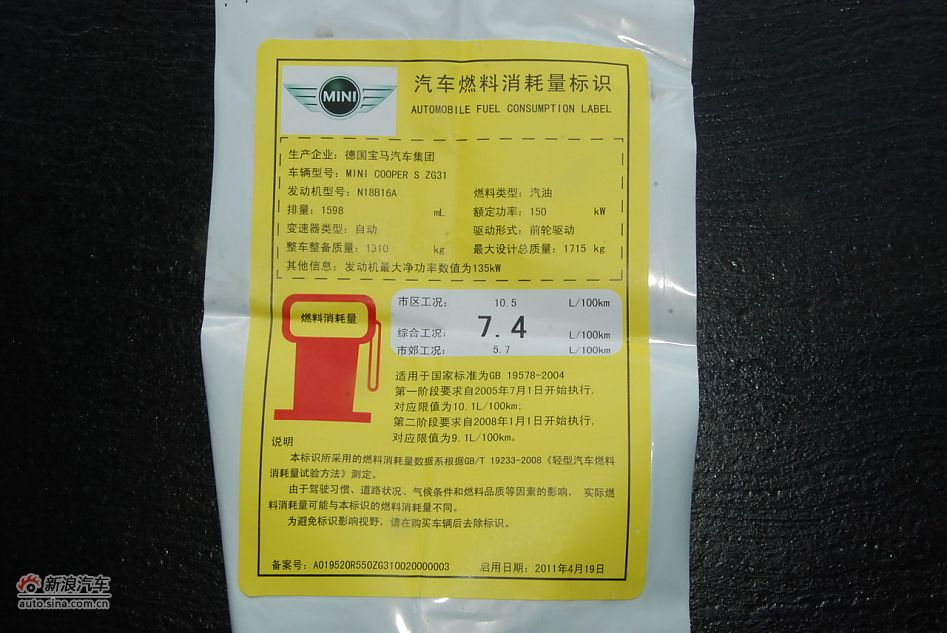 MINI
汽车燃料消耗量标识
AUTOMOBILE FUEL CONSUMPTION LABEL
生产企业：德国宝马汽车集团
车辆型号：MINI COOPER S ZG31
发动机型号：N18B16A 燃料类型：汽油
排量：1598 mL 额定功率：150 kW
变速器类型：自动 驱动形式：前轮驱动
整车整备质量：1310 kg 最大设计总质量：1715 kg
其他信息：发动机最大净功率数值为135kW
燃料消耗量
市区工况： 10.5 L/100km
综合工况： 7.4 L/100km
市郊工况： 5.7 L/100km
适用于国家标准为GB 19578-2004
第一阶段要求自2005年7月1日开始执行，
对应限值为10.1L/100km;
第二阶段要求自2008年1月1日开始执行，
对应限值为9.1L/100km。
说明
本标识所采用的燃料消耗量数据系根据GB/T 19233-2008《轻型汽车燃料
消耗量试验方法》测定。
由于驾驶习惯、道路状况、气候条件和燃料品质等因素的影响， 实际燃
料消耗量可能与本标识的燃料消耗量不同。
为避免标识影响视野，请在购买车辆后去除标识。
备案号：A019520R550ZG310020000003 启用日期：2011年4月19日
新浪汽车
auto.sina.com.cn